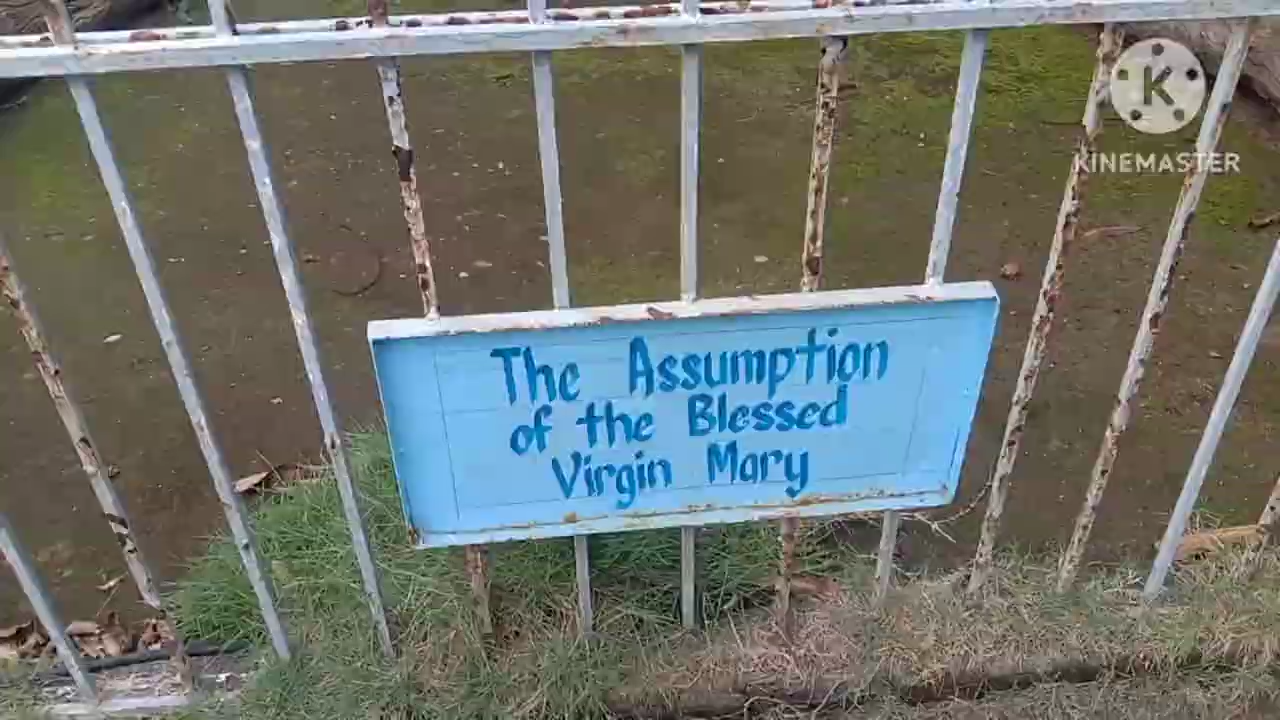 K
KINEMASTER
The Assumption
of the Blessed
Virgin Mary